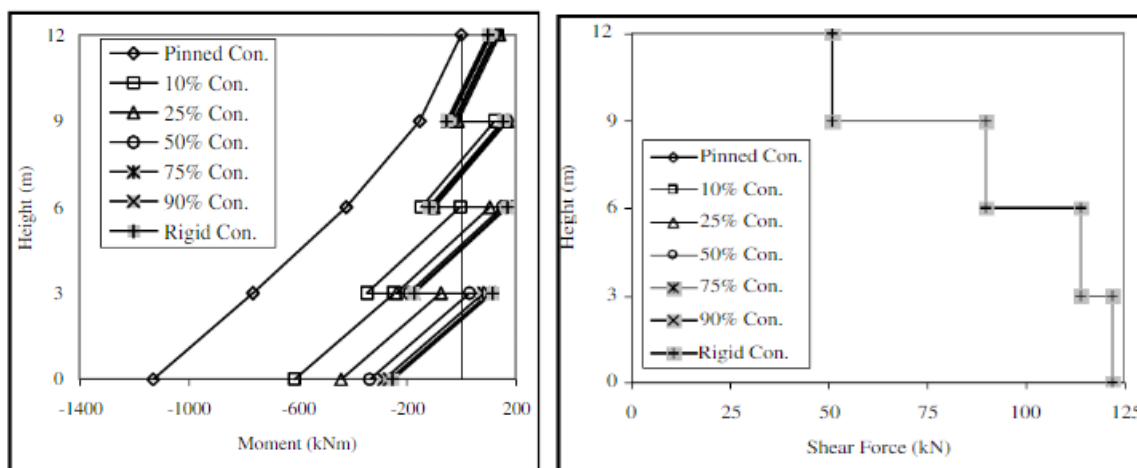 12
9
6
3
0
Height (m)
-1400
-1000
-600
-200
200
Moment (kNm)
Pinned Con.
10% Con.
25% Con.
50% Con.
75% Con.
90% Con.
Rigid Con.
12
9
6
3
0
Height (m)
0
25
50
75
100
125
Shear Force (kN)
Pinned Con.
10% Con.
25% Con.
50% Con.
75% Con.
90% Con.
Rigid Con.